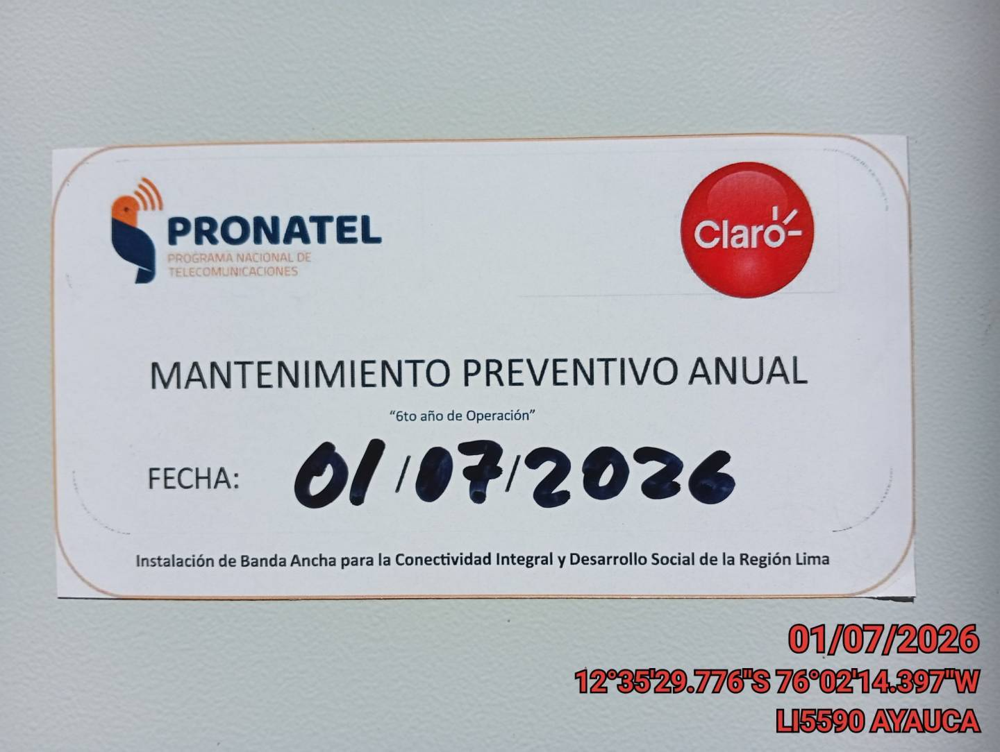 PRONATEL
PROGRAMA NACIONAL DE
TELECOMUNICACIONES
Claro
MANTENIMIENTO PREVENTIVO ANUAL
“6to año de Operación”
FECHA: 01/07/2026
Instalación de Banda Ancha para la Conectividad Integral y Desarrollo Social de la Región Lima
01/07/2026
12°35'29.776"S 76°02'14.397"W
LI5590 AYAUCA